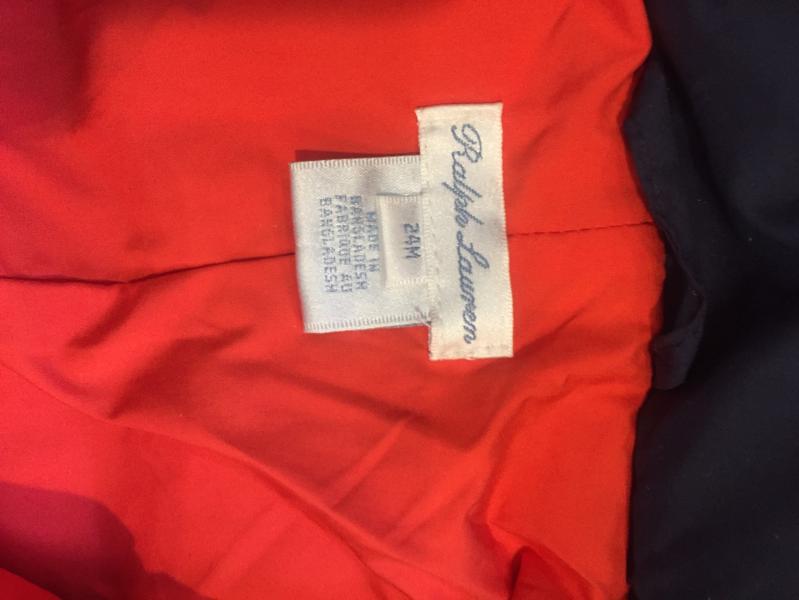 Ralph Lauren
24M
MADE IN
BANGLADESH
FABRIQUE AU
BANGLADESH